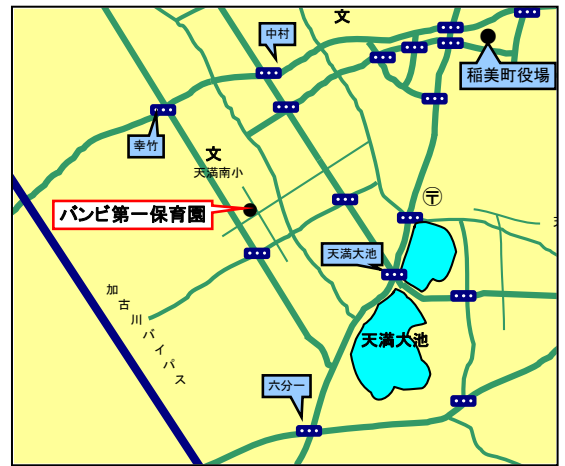 文
中村
稲美町役場
幸竹
文
天満南小
バンビ第一保育園
〒
天満大池
加古川バイパス
天満大池
六分一